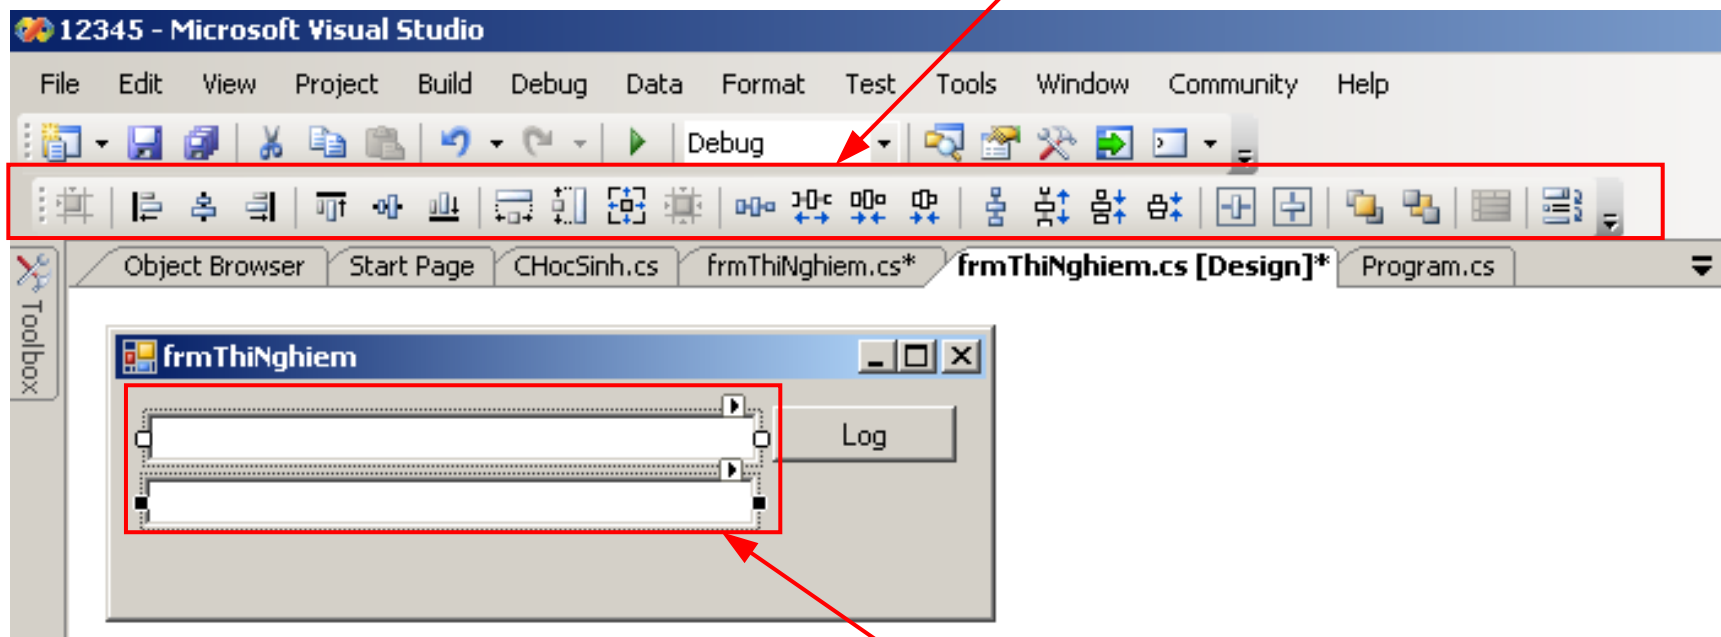 12345 - Microsoft Visual Studio
File Edit View Project Build Debug Data Format Test Tools Window Community Help
Debug
Object Browser Start Page CHocSinh.cs frmThiNghiem.cs* frmThiNghiem.cs [Design]* Program.cs
Toolbox
frmThiNghiem
Log